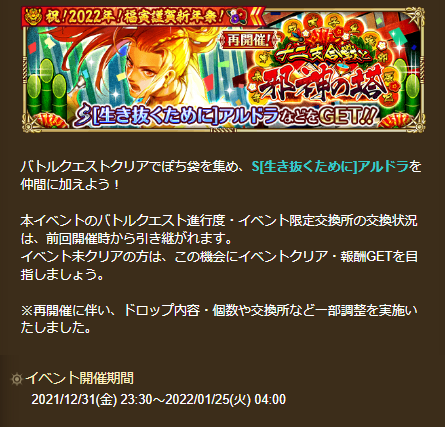 祝!2022年!福寅謹賀新年祭!
再開催!
十二支合戦と
邪神の塔
S[生き抜くために]アルドラなどをGET!!
バトルクエストクリアでぽち袋を集め、S[生き抜くために]アルドラを
仲間に加えよう！
本イベントのバトルクエスト進行度・イベント限定交換所の交換状況
は、前回開催時から引き継がれます。
イベント未クリアの方は、この機会にイベントクリア・報酬GETを目
指しましょう。
※再開催に伴い、ドロップ内容・個数や交換所など一部調整を実施い
たしました。
イベント開催期間
2021/12/31(金) 23:30～2022/01/25(火) 04:00